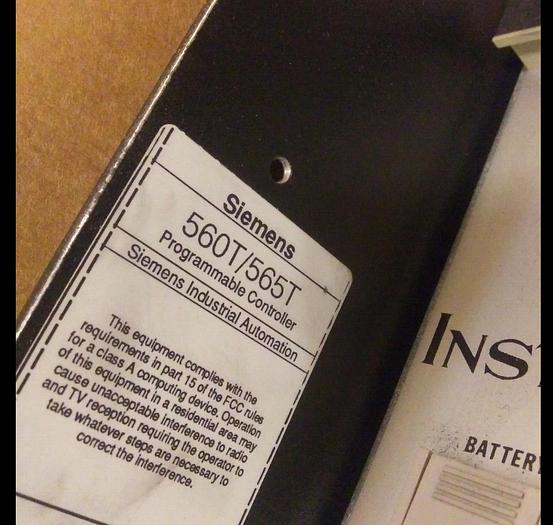 Siemens
560T/565T
Programmable Controller
Siemens Industrial Automation
This equipment complies with the
requirements in part 15 of the FCC rules
for a class A computing device. Operation
of this equipment in a residential area may
cause unacceptable interference to radio
and TV reception requiring the operator to
take whatever steps are necessary to
correct the interference.
INST
BATTERY